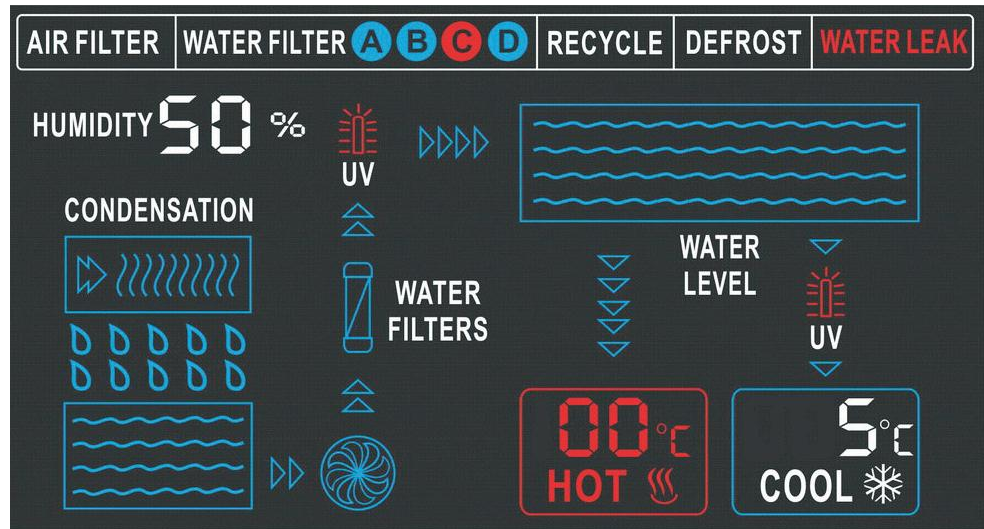 AIR FILTER
WATER FILTER A B C D
RECYCLE
DEFROST
WATER LEAK
HUMIDITY 50 %
UV
CONDENSATION
WATER
LEVEL
WATER
FILTERS
UV
00°C
HOT
5°C
COOL